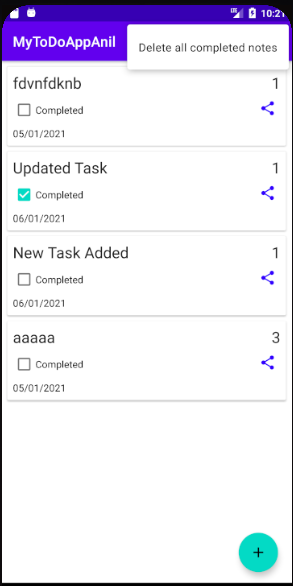 10:21
MyToDoAppAnil
Delete all completed notes
fdvnfdknb 1
Completed
05/01/2021
Updated Task 1
Completed
06/01/2021
New Task Added 1
Completed
06/01/2021
aaaaa 3
Completed
05/01/2021